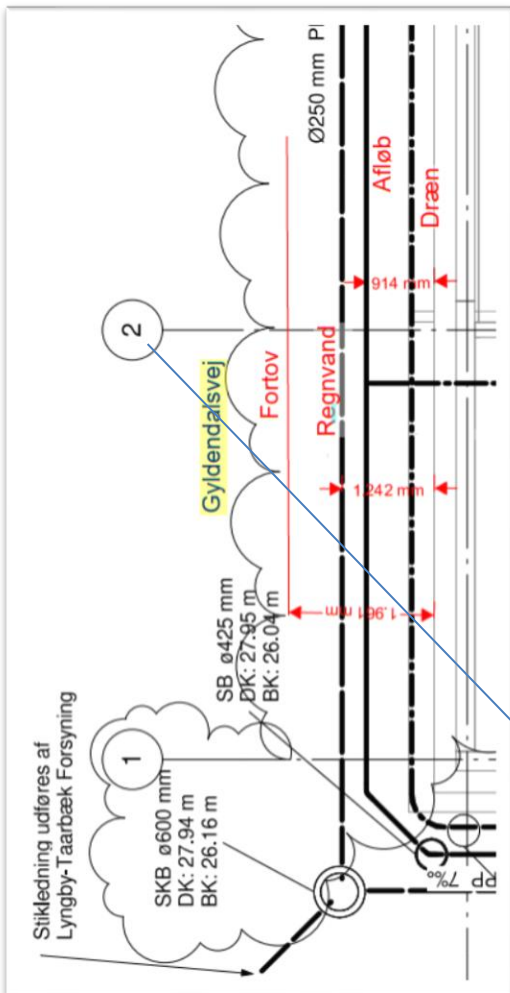 Stikledning udføres af
Lyngby-Taarbæk Forsyning
SKB ø600 mm
DK: 27.94 m
BK: 26.16 m
1
SB ø425 mm
DK: 27.95 m
BK: 26.04 m
Gyldendalsvej
2
Fortov
Regnvand
Ø250 mm
Afløb
Dræn
914 mm
1.242 mm
1.961 mm
7‰